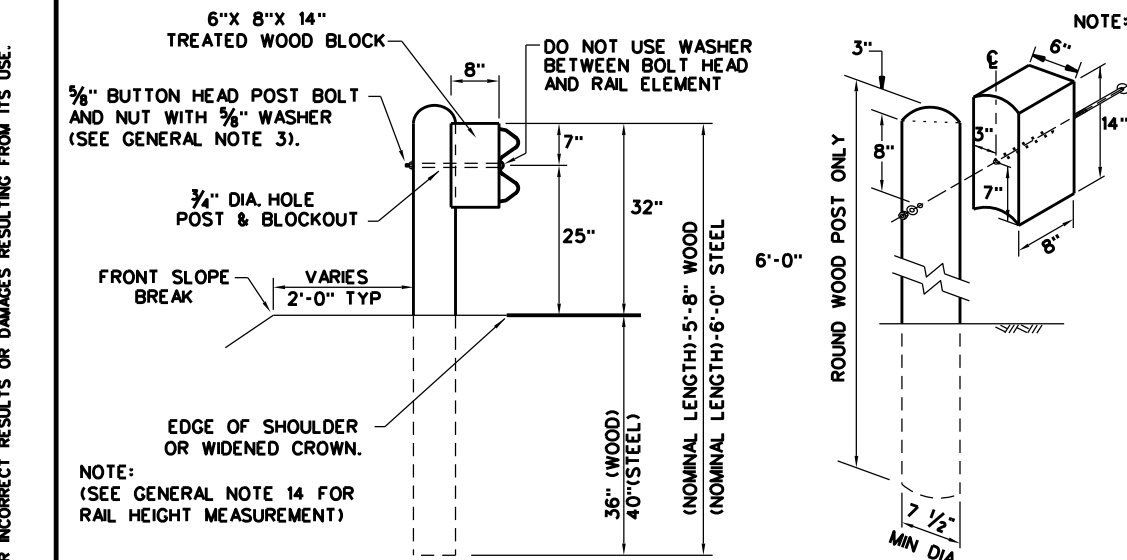 R INCORRECT RESULTS OR DAMAGES RESULTING FROM ITS USE.
6"X 8"X 14"
TREATED WOOD BLOCK
8"
DO NOT USE WASHER
BETWEEN BOLT HEAD
AND RAIL ELEMENT
⅝" BUTTON HEAD POST BOLT
AND NUT WITH ⅝" WASHER
(SEE GENERAL NOTE 3).
¾" DIA. HOLE
POST & BLOCKOUT
7"
25"
32"
FRONT SLOPE
BREAK
VARIES
2'-0" TYP
EDGE OF SHOULDER
OR WIDENED CROWN.
NOTE:
(SEE GENERAL NOTE 14 FOR
RAIL HEIGHT MEASUREMENT)
36" (WOOD)
40"(STEEL)
(NOMINAL LENGTH)-5'-8" WOOD
(NOMINAL LENGTH)-6'-0" STEEL
NOTE:
3"
℄
6"
14"
8"
3"
7"
8"
6'-0"
ROUND WOOD POST ONLY
7 ½"
MIN DIA